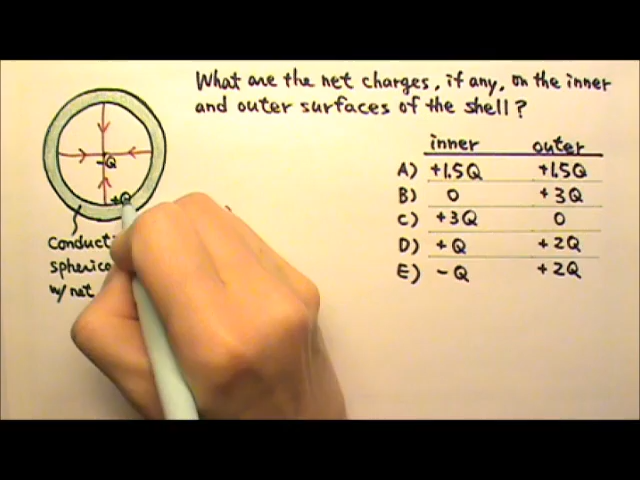 What are the net charges, if any, on the inner
and outer surfaces of the shell?
-Q
+Q
w/ net
inner outer
A) +1.5Q +1.5Q
B) 0 +3Q
C) +3Q 0
D) +Q +2Q
E) -Q +2Q